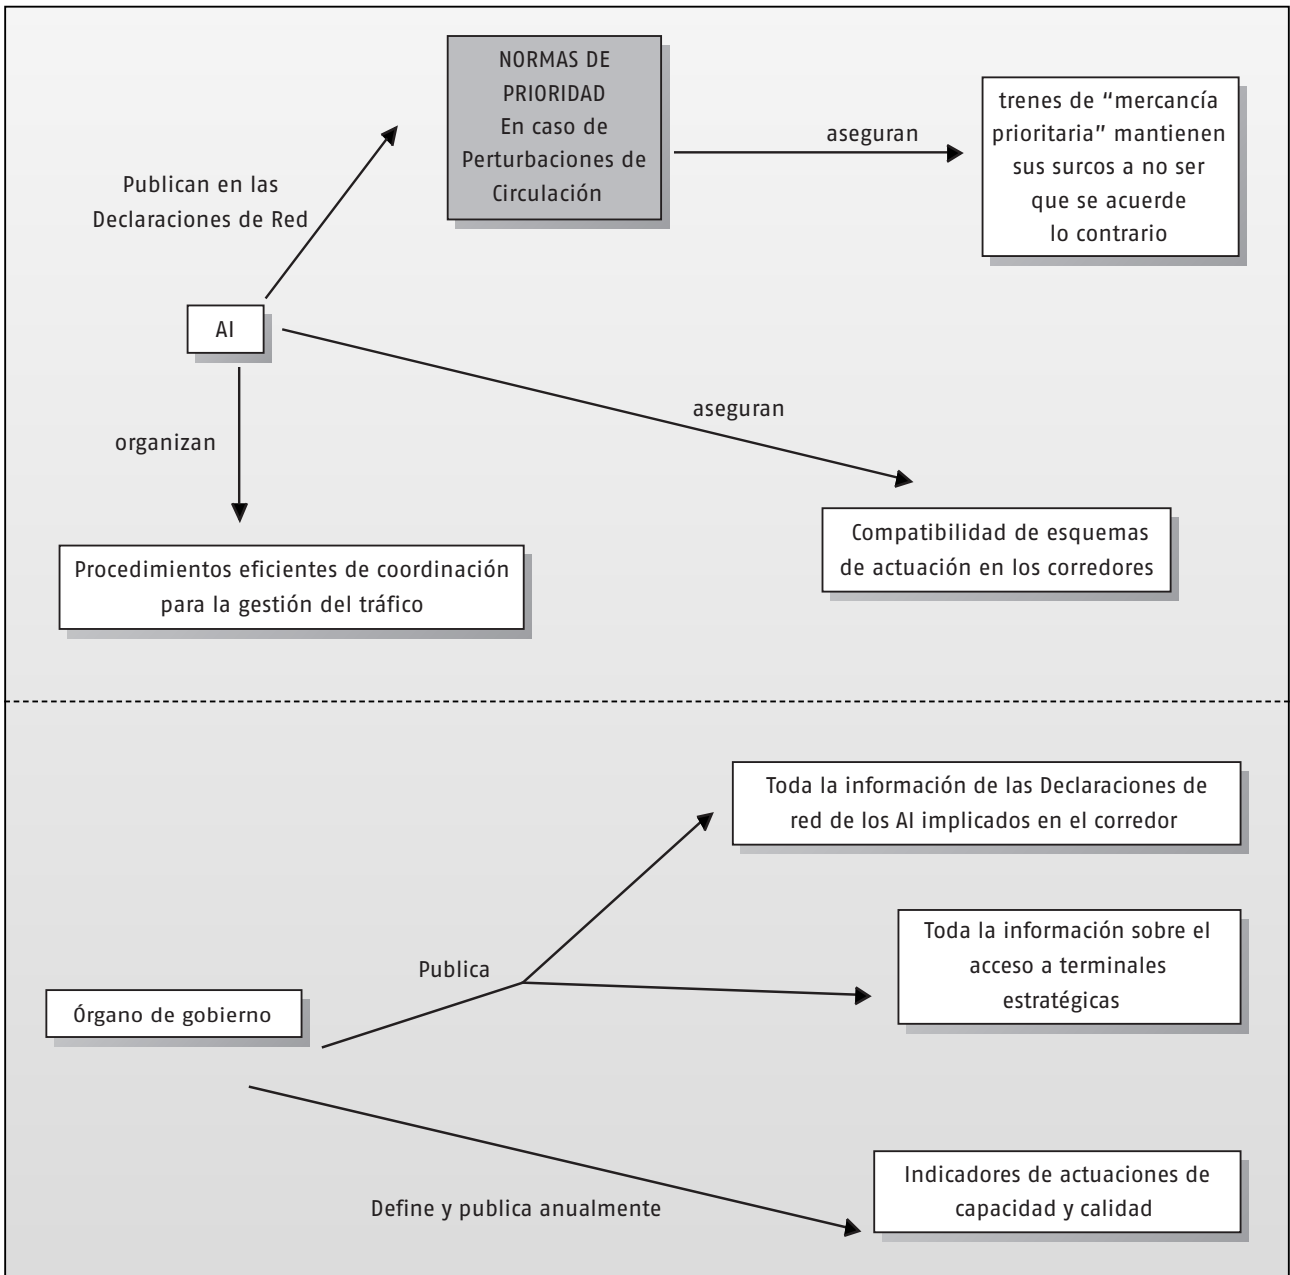 NORMAS DE
PRIORIDAD
En caso de
Perturbaciones de
Circulación
aseguran
trenes de “mercancía
prioritaria” mantienen
sus surcos a no ser
que se acuerde
lo contrario
Publican en las
Declaraciones de Red
AI
aseguran
organizan
Compatibilidad de esquemas
de actuación en los corredores
Procedimientos eficientes de coordinación
para la gestión del tráfico
Toda la información de las Declaraciones de
red de los AI implicados en el corredor
Toda la información sobre el
acceso a terminales
estratégicas
Publica
Órgano de gobierno
Indicadores de actuaciones de
capacidad y calidad
Define y publica anualmente